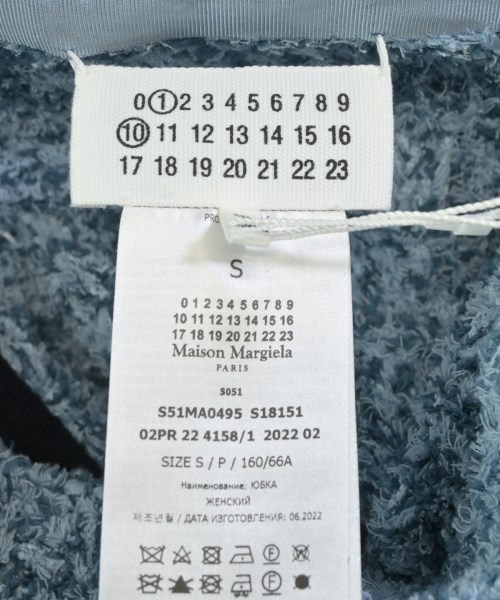 0 1 2 3 4 5 6 7 8 9
10 11 12 13 14 15 16
17 18 19 20 21 22 23
S
0 1 2 3 4 5 6 7 8 9
10 11 12 13 14 15 16
17 18 19 20 21 22 23
Maison Margiela
PARIS
S051
S51MA0495 S18151
02PR 22 4158/1 2022 02
SIZE S / P / 160/66A
Наименование: ЮБКА
ЖЕНСКИЙ
제조년월 / ДАТА ИЗГОТОВЛЕНИЯ: 06.2022